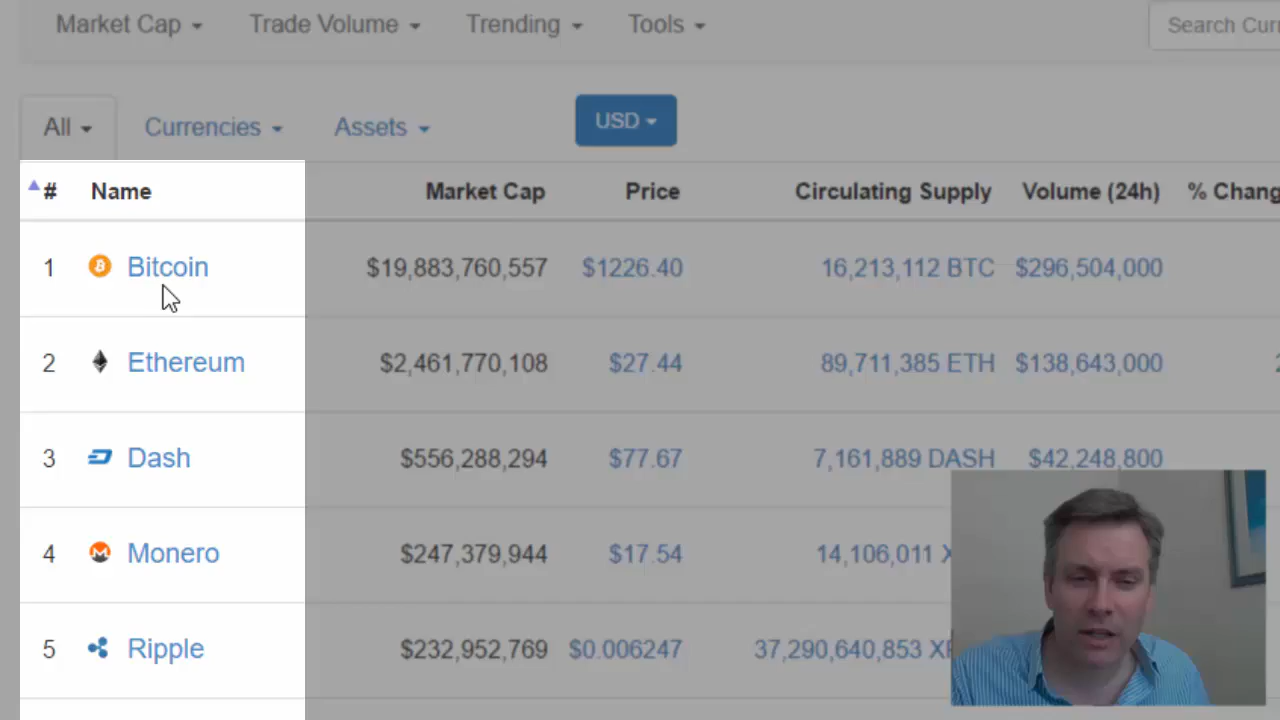 Market Cap Trade Volume Trending Tools Search Curr
All Currencies Assets USD
# Name Market Cap Price Circulating Supply Volume (24h) % Chang
1 Bitcoin $19,883,760,557 $1226.40 16,213,112 BTC $296,504,000
2 Ethereum $2,461,770,108 $27.44 89,711,385 ETH $138,643,000
3 Dash $556,288,294 $77.67 7,161,889 DASH $42,248,800
4 Monero $247,379,944 $17.54 14,106,011 X
5 Ripple $232,952,769 $0.006247 37,290,640,853 XR